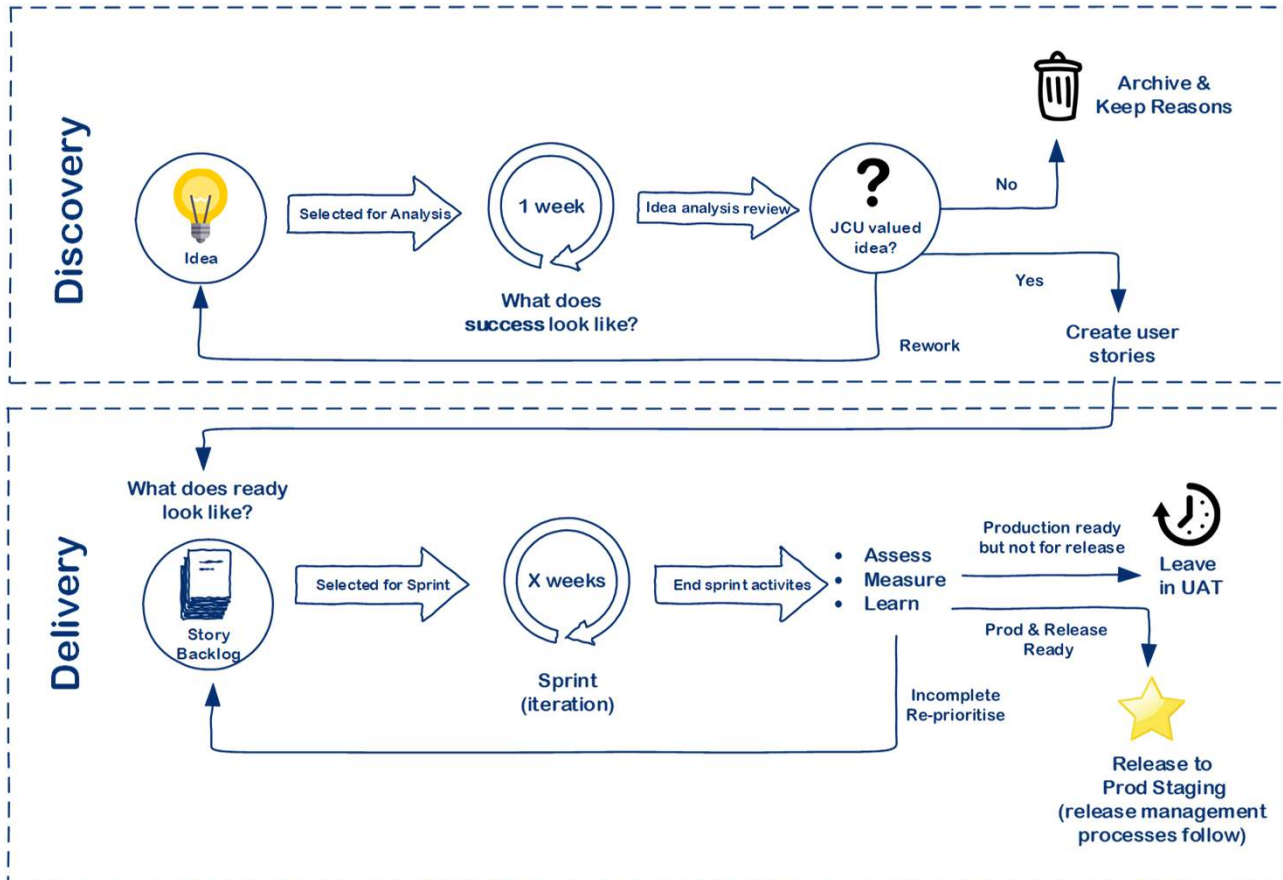 Discovery
Idea
Selected for Analysis
1 week
What does
success look like?
Idea analysis review
?
JCU valued
idea?
No
Archive &
Keep Reasons
Yes
Create user
stories
Rework
Delivery
What does ready
look like?
Story
Backlog
Selected for Sprint
X weeks
Sprint
(iteration)
End sprint activites
• Assess
• Measure
• Learn
Production ready
but not for release
Leave
in UAT
Prod & Release
Ready
Incomplete
Re-prioritise
Release to
Prod Staging
(release management
processes follow)